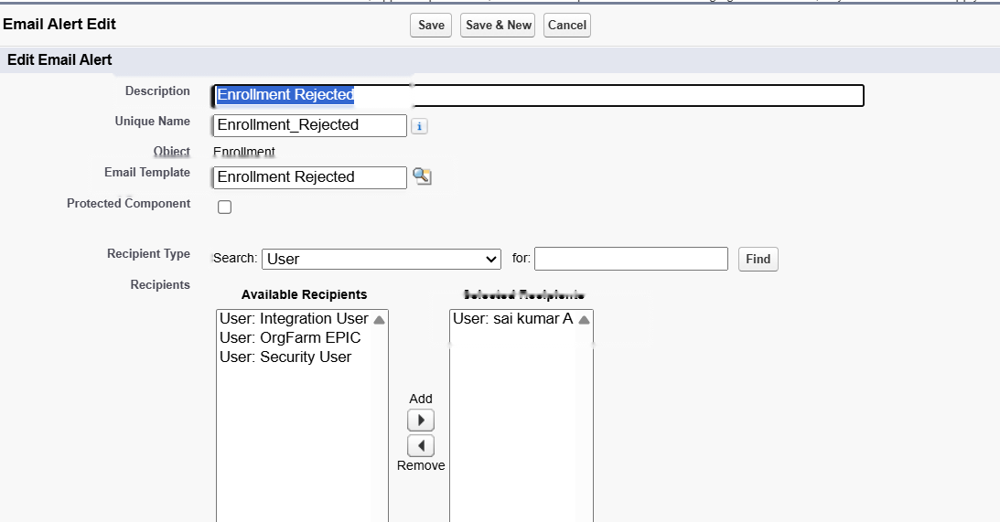 Email Alert Edit
Save
Save & New
Cancel
Edit Email Alert
Description
Enrollment Rejected
Unique Name
Enrollment_Rejected
i
Object
Enrollment
Email Template
Enrollment Rejected
Protected Component
Recipient Type
Search:
User
for:
Find
Recipients
Available Recipients
Selected Recipients
User: Integration User
User: OrgFarm EPIC
User: Security User
User: sai kumar A
Add
Remove